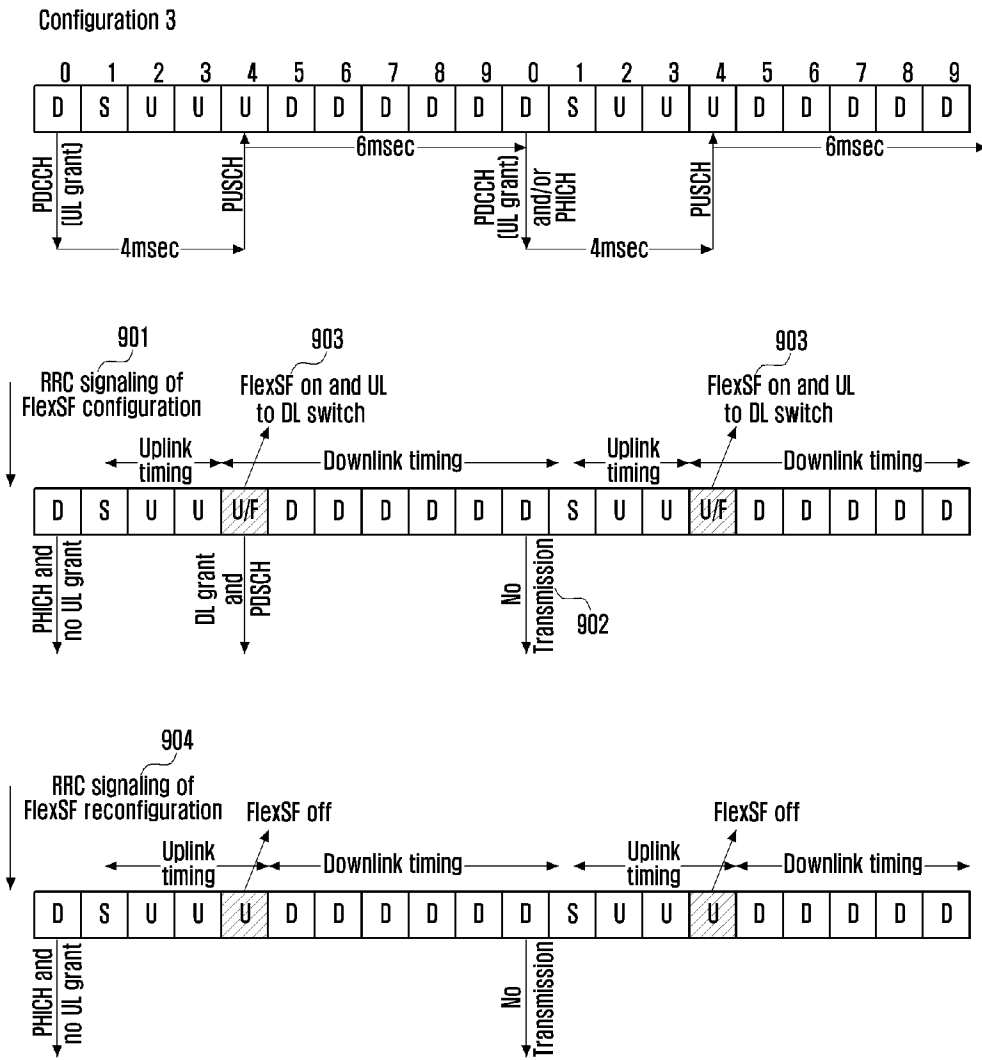 Configuration 3
0 1 2 3 4 5 6 7 8 9 0 1 2 3 4 5 6 7 8 9
D S U U U D D D D D D S U U U D D D D D
6msec
6msec
PDCCH
(UL grant)
PUSCH
PDCCH
(UL grant)
and/or
PHICH
PUSCH
4msec
4msec
901
RRC signaling of
FlexSF configuration
903
FlexSF on and UL
to DL switch
903
FlexSF on and UL
to DL switch
Uplink
timing
Downlink timing
Uplink
timing
Downlink timing
D S U U U/F D D D D D D S U U U/F D D D D D
PHICH and
no UL grant
DL grant
and
PDSCH
No
Transmission
902
904
RRC signaling of
FlexSF reconfiguration
FlexSF off
FlexSF off
Uplink
timing
Downlink timing
Uplink
timing
Downlink timing
D S U U U D D D D D D S U U U D D D D D
PHICH and
no UL grant
No
Transmission